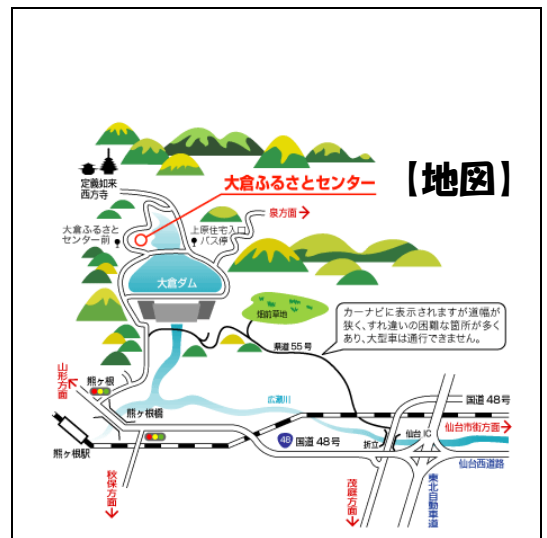 定義如来
西方寺
大倉ふるさとセンター
【地図】
泉方面
大倉ふるさと
センター前
上原住宅入口
バス停
大倉ダム
畑前草地
カーナビに表示されますが道幅が
狭く、すれ違いの困難な箇所が多く
あり、大型車は通行できません。
県道55号
山形方面
熊ヶ根
熊ヶ根橋
広瀬川
国道48号
仙台市街方面
仙台IC
折立
48 国道48号
熊ヶ根駅
仙台西道路
秋保方面
茂庭方面
東北自動車道